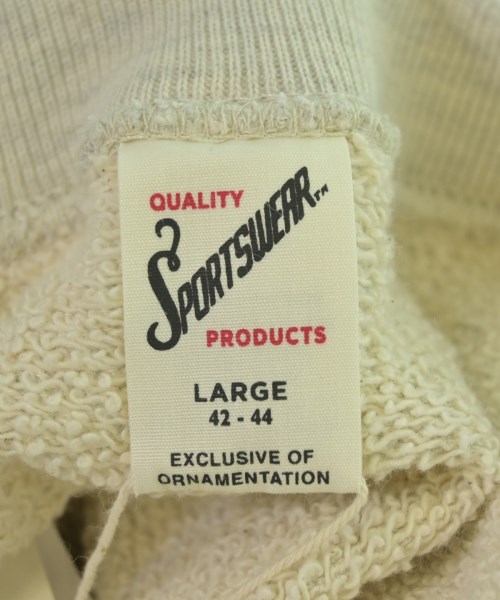 QUALITY
SPORTSWEAR™
PRODUCTS
LARGE
42 - 44
EXCLUSIVE OF
ORNAMENTATION